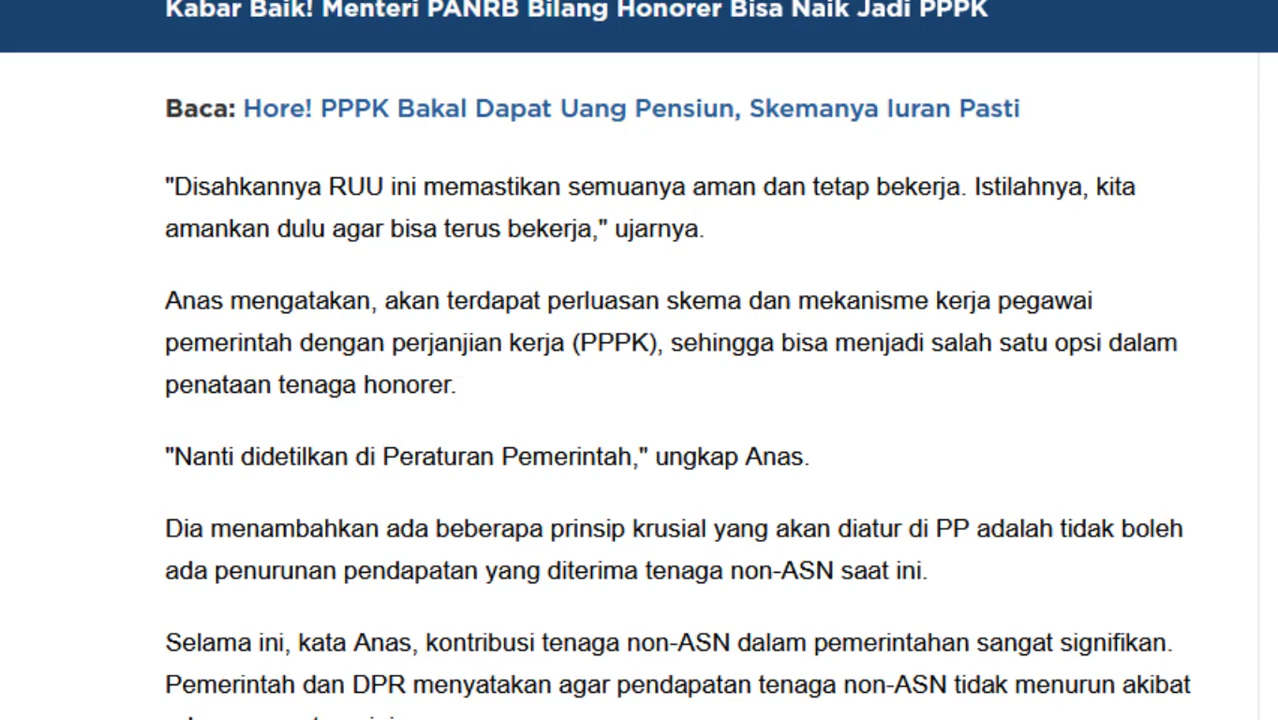 Kabar Baik! Menteri PANRB Bilang Honorer Bisa Naik Jadi PPPK
Baca: Hore! PPPK Bakal Dapat Uang Pensiun, Skemanya Iuran Pasti
"Disahkannya RUU ini memastikan semuanya aman dan tetap bekerja. Istilahnya, kita
amankan dulu agar bisa terus bekerja," ujarnya.
Anas mengatakan, akan terdapat perluasan skema dan mekanisme kerja pegawai
pemerintah dengan perjanjian kerja (PPPK), sehingga bisa menjadi salah satu opsi dalam
penataan tenaga honorer.
"Nanti didetilkan di Peraturan Pemerintah," ungkap Anas.
Dia menambahkan ada beberapa prinsip krusial yang akan diatur di PP adalah tidak boleh
ada penurunan pendapatan yang diterima tenaga non-ASN saat ini.
Selama ini, kata Anas, kontribusi tenaga non-ASN dalam pemerintahan sangat signifikan.
Pemerintah dan DPR menyatakan agar pendapatan tenaga non-ASN tidak menurun akibat